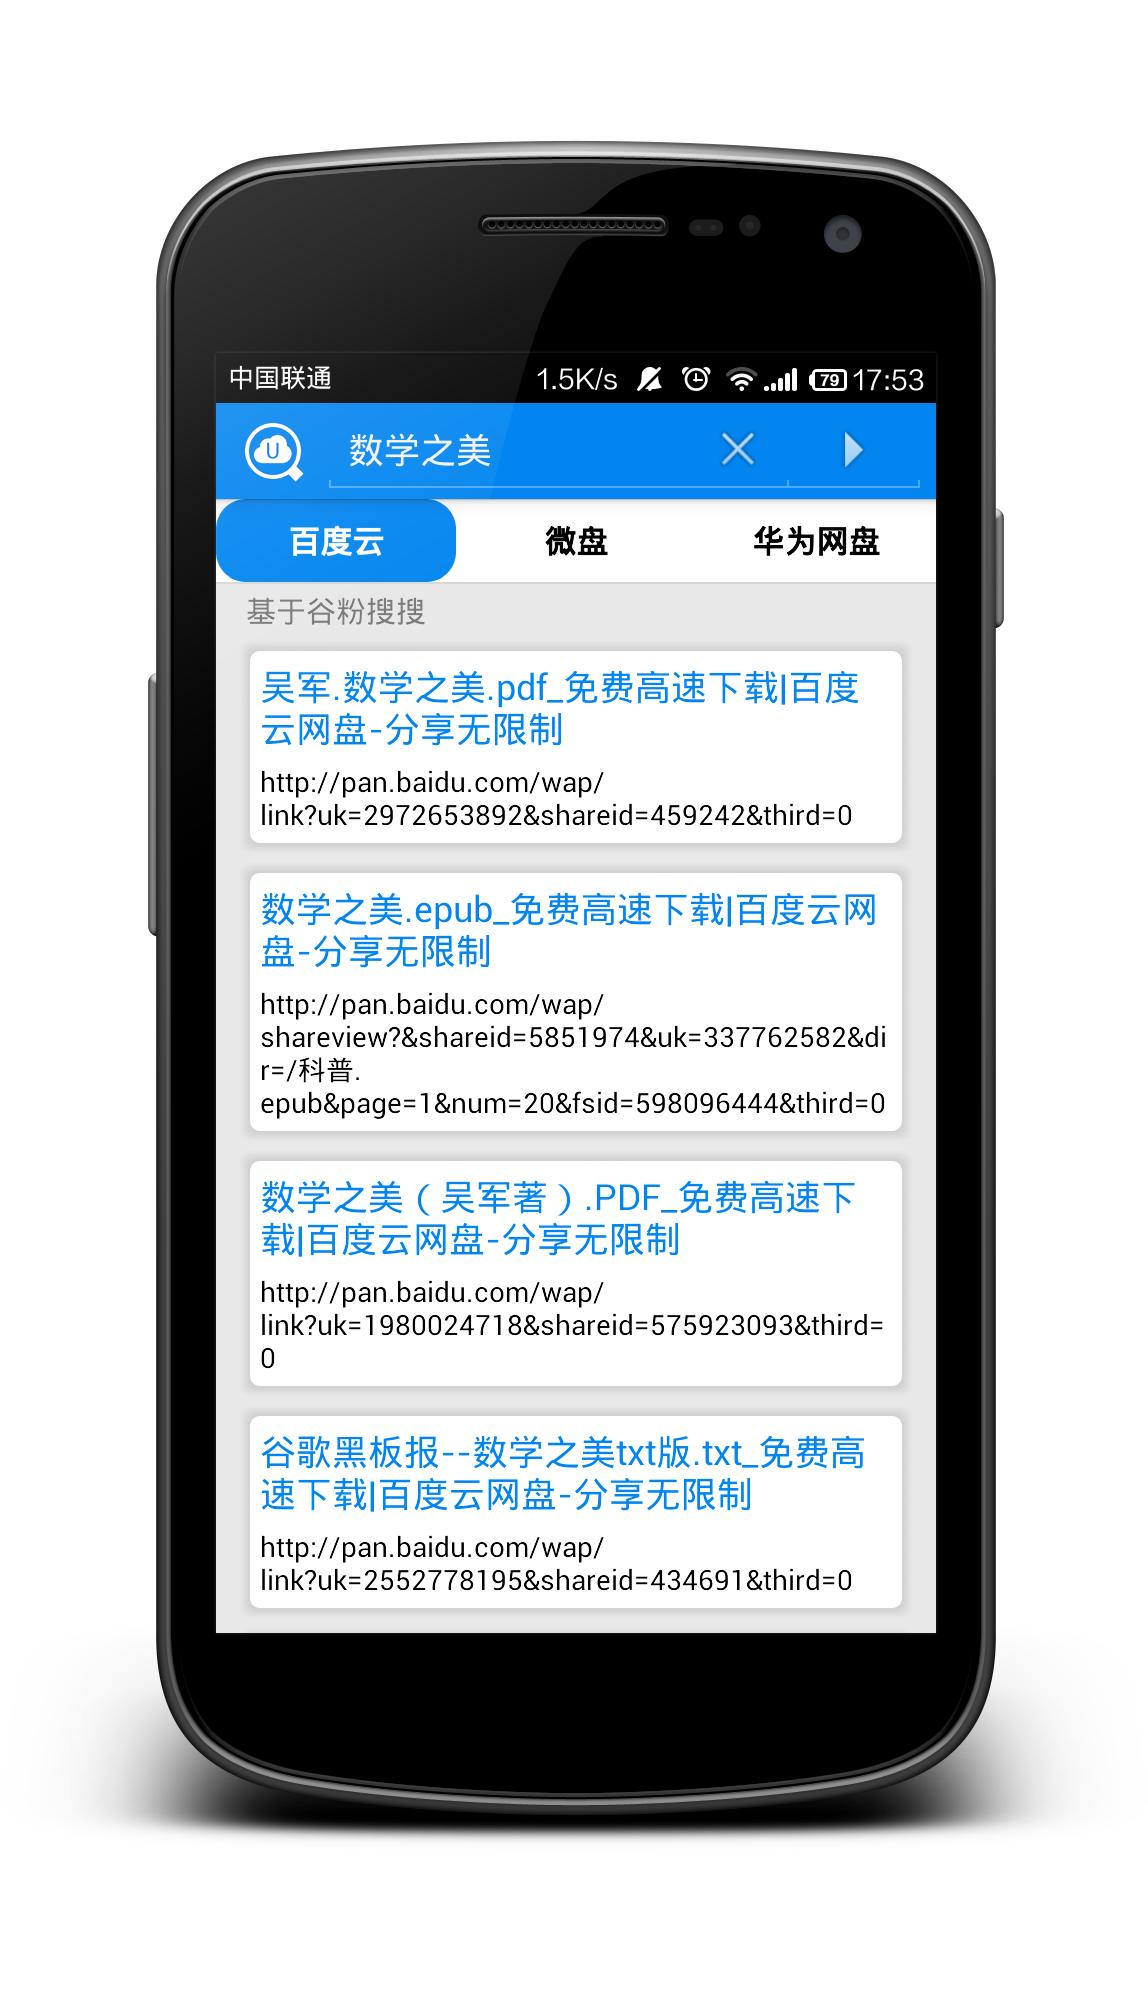 中国联通 1.5K/s 79 17:53
U 数学之美
百度云 微盘 华为网盘
基于谷粉搜搜
吴军.数学之美.pdf_免费高速下载|百度
云网盘-分享无限制
http://pan.baidu.com/wap/
link?uk=2972653892&shareid=459242&third=0
数学之美.epub_免费高速下载|百度云网
盘-分享无限制
http://pan.baidu.com/wap/
shareview?&shareid=5851974&uk=337762582&di
r=/科普.
epub&page=1&num=20&fsid=598096444&third=0
数学之美（吴军著）.PDF_免费高速下
载|百度云网盘-分享无限制
http://pan.baidu.com/wap/
link?uk=1980024718&shareid=575923093&third=
0
谷歌黑板报--数学之美txt版.txt_免费高
速下载|百度云网盘-分享无限制
http://pan.baidu.com/wap/
link?uk=2552778195&shareid=434691&third=0